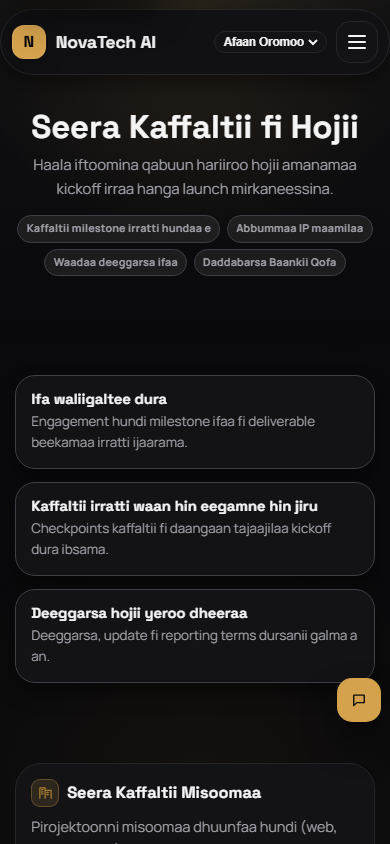 N NovaTech AI Afaan Oromoo
Seera Kaffaltii fi Hojii
Haala iftoomina qabuun hariiroo hojii amanamaa
kickoff irraa hanga launch mirkaneessina.
Kaffaltii milestone irratti hundaa e Abbummaa IP maamilaa
Waadaa deeggarsa ifaa Daddabarsa Baankii Qofa
Ifa waliigaltee dura
Engagement hundi milestone ifaa fi deliverable
beekamaa irratti ijaarama.
Kaffaltii irratti waan hin eegamne hin jiru
Checkpoints kaffaltii fi daangaan tajaajilaa kickoff
dura ibsama.
Deeggarsa hojii yeroo dheeraa
Deeggarsa, update fi reporting terms dursanii galma a
an.
Seera Kaffaltii Misoomaa
Pirojektoonni misoomaa dhuunfaa hundi (web,